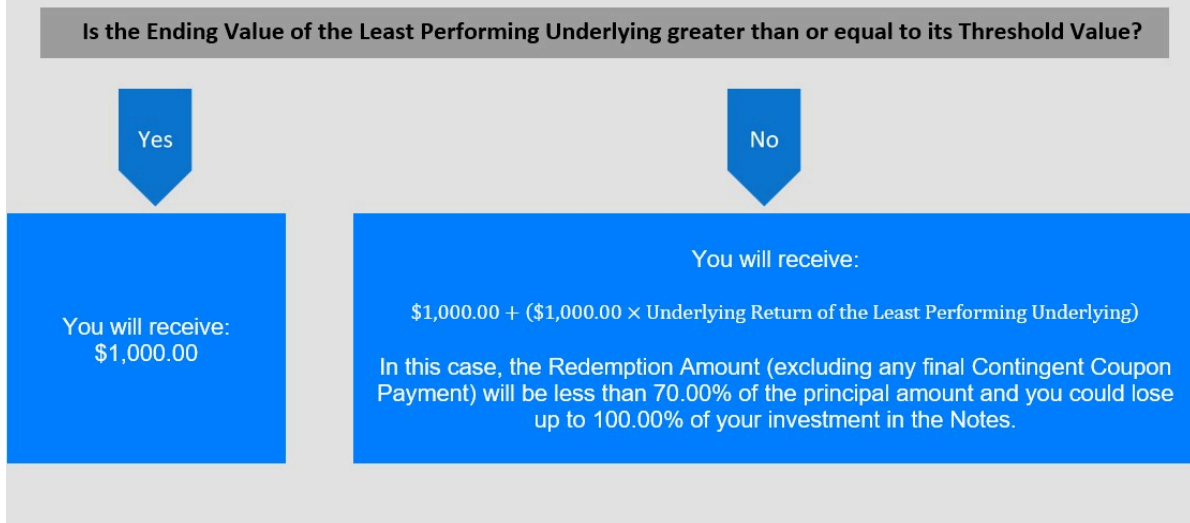 Is the Ending Value of the Least Performing Underlying greater than or equal to its Threshold Value?
Yes
No
You will receive:
$1,000.00
You will receive:
$1,000.00 + ($1,000.00 × Underlying Return of the Least Performing Underlying)
In this case, the Redemption Amount (excluding any final Contingent Coupon
Payment) will be less than 70.00% of the principal amount and you could lose
up to 100.00% of your investment in the Notes.